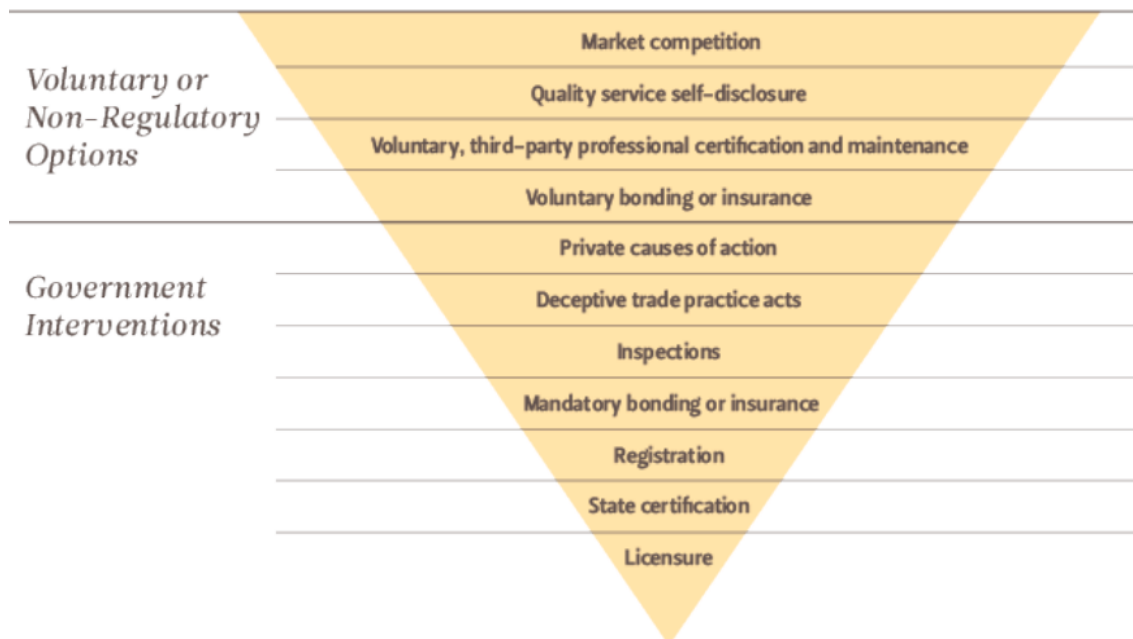 Voluntary or
Non-Regulatory
Options
Market competition
Quality service self-disclosure
Voluntary, third-party professional certification and maintenance
Voluntary bonding or insurance
Government
Interventions
Private causes of action
Deceptive trade practice acts
Inspections
Mandatory bonding or insurance
Registration
State certification
Licensure